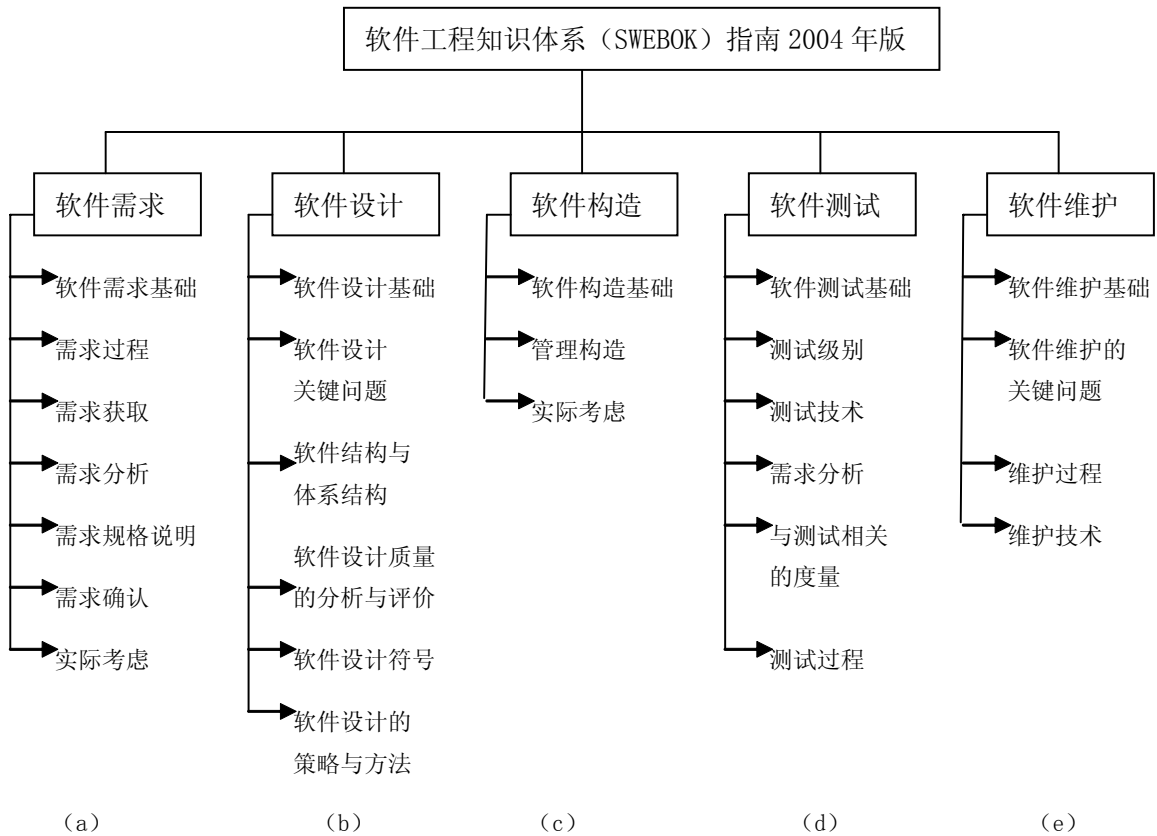 软件工程知识体系（SWEBOK）指南 2004 年版
软件需求
软件需求基础
需求过程
需求获取
需求分析
需求规格说明
需求确认
实际考虑
（a）
软件设计
软件设计基础
软件设计
关键问题
软件结构与
体系结构
软件设计质量
的分析与评价
软件设计符号
软件设计的
策略与方法
（b）
软件构造
软件构造基础
管理构造
实际考虑
（c）
软件测试
软件测试基础
测试级别
测试技术
需求分析
与测试相关
的度量
测试过程
（d）
软件维护
软件维护基础
软件维护的
关键问题
维护过程
维护技术
（e）